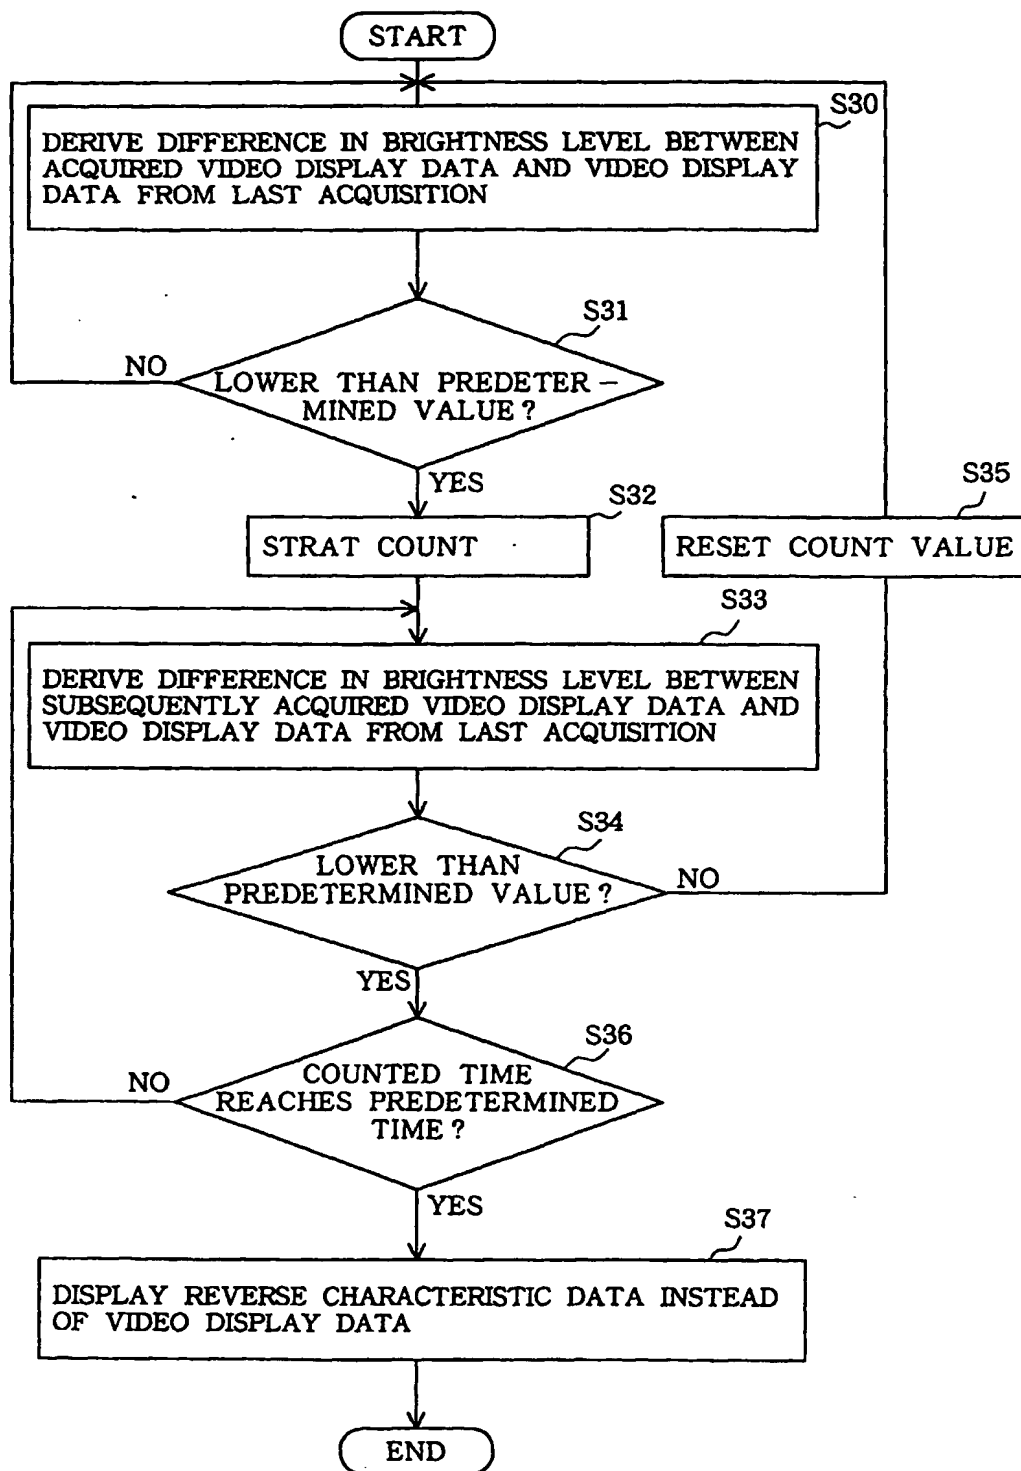 START
S30
DERIVE DIFFERENCE IN BRIGHTNESS LEVEL BETWEEN
ACQUIRED VIDEO DISPLAY DATA AND VIDEO DISPLAY
DATA FROM LAST ACQUISITION
S31
NO
LOWER THAN PREDETER-
MINED VALUE?
YES
S32
STRAT COUNT
S35
RESET COUNT VALUE
S33
DERIVE DIFFERENCE IN BRIGHTNESS LEVEL BETWEEN
SUBSEQUENTLY ACQUIRED VIDEO DISPLAY DATA AND
VIDEO DISPLAY DATA FROM LAST ACQUISITION
S34
LOWER THAN
PREDETERMINED VALUE?
NO
YES
S36
NO
COUNTED TIME
REACHES PREDETERMINED
TIME?
YES
S37
DISPLAY REVERSE CHARACTERISTIC DATA INSTEAD
OF VIDEO DISPLAY DATA
END